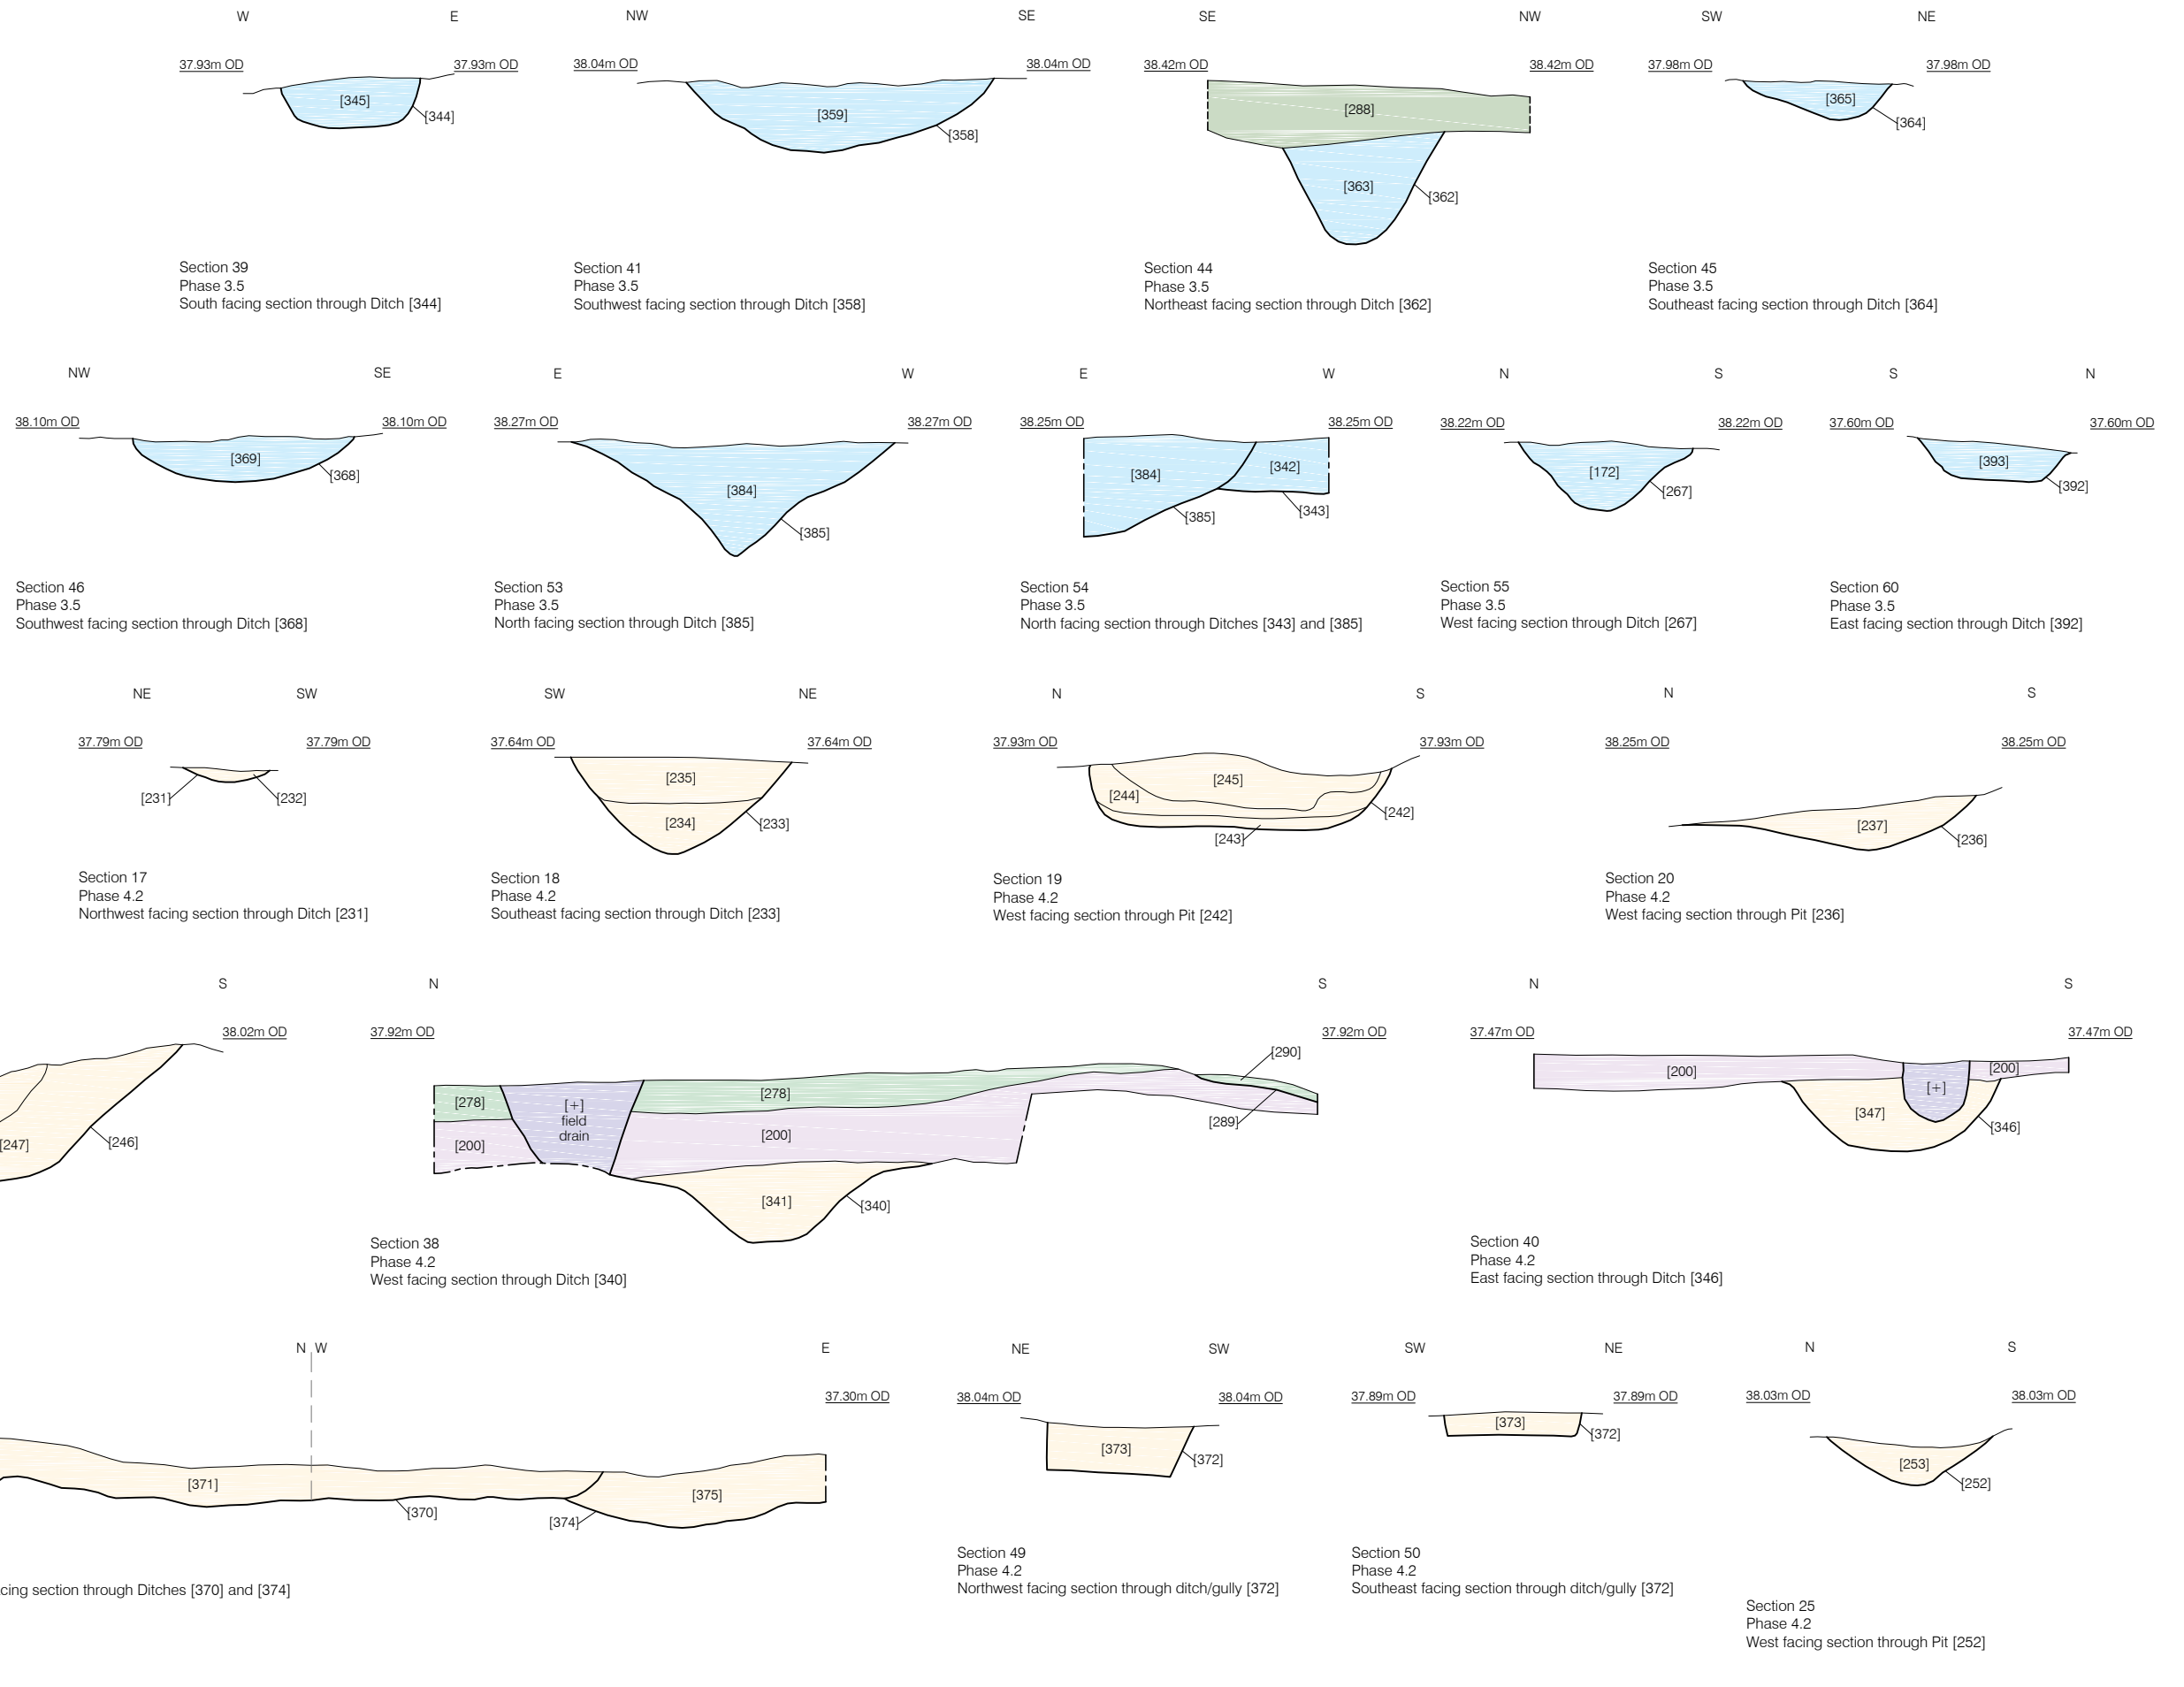 W E NW SE SE NW SW NE
37.93m OD 37.93m OD 38.04m OD 38.04m OD 38.42m OD 38.42m OD 37.98m OD 37.98m OD
[345]
[344]
[359]
[358]
[288]
[363]
[362]
[365]
[364]
Section 39
Phase 3.5
South facing section through Ditch [344]
Section 41
Phase 3.5
Southwest facing section through Ditch [358]
Section 44
Phase 3.5
Northeast facing section through Ditch [362]
Section 45
Phase 3.5
Southeast facing section through Ditch [364]
NW SE E W E W N S S N
38.10m OD 38.10m OD 38.27m OD 38.27m OD 38.25m OD 38.25m OD 38.22m OD 38.22m OD 37.60m OD 37.60m OD
[369]
[368]
[384]
[385]
[384]
[342]
[385]
[343]
[172]
[267]
[393]
[392]
Section 46
Phase 3.5
Southwest facing section through Ditch [368]
Section 53
Phase 3.5
North facing section through Ditch [385]
Section 54
Phase 3.5
North facing section through Ditches [343] and [385]
Section 55
Phase 3.5
West facing section through Ditch [267]
Section 60
Phase 3.5
East facing section through Ditch [392]
NE SW SW NE N S N S
37.79m OD 37.79m OD 37.64m OD 37.64m OD 37.93m OD 37.93m OD 38.25m OD 38.25m OD
[231]
[232]
[235]
[234]
[233]
[245]
[244]
[242]
[243]
[237]
[236]
Section 17
Phase 4.2
Northwest facing section through Ditch [231]
Section 18
Phase 4.2
Southeast facing section through Ditch [233]
Section 19
Phase 4.2
West facing section through Pit [242]
Section 20
Phase 4.2
West facing section through Pit [236]
S N S N S
38.02m OD 37.92m OD 37.92m OD 37.47m OD 37.47m OD
[247]
[246]
[290]
[278]
[+]
field
drain
[278]
[200]
[200]
[289]
[341]
[340]
[200]
[200]
[+]
[347]
[346]
Section 38
Phase 4.2
West facing section through Ditch [340]
Section 40
Phase 4.2
East facing section through Ditch [346]
N W E NE SW SW NE N S
37.30m OD 38.04m OD 38.04m OD 37.89m OD 37.89m OD 38.03m OD 38.03m OD
[371]
[370]
[375]
[374]
[373]
[372]
[373]
[372]
[253]
[252]
cing section through Ditches [370] and [374]
Section 49
Phase 4.2
Northwest facing section through ditch/gully [372]
Section 50
Phase 4.2
Southeast facing section through ditch/gully [372]
Section 25
Phase 4.2
West facing section through Pit [252]